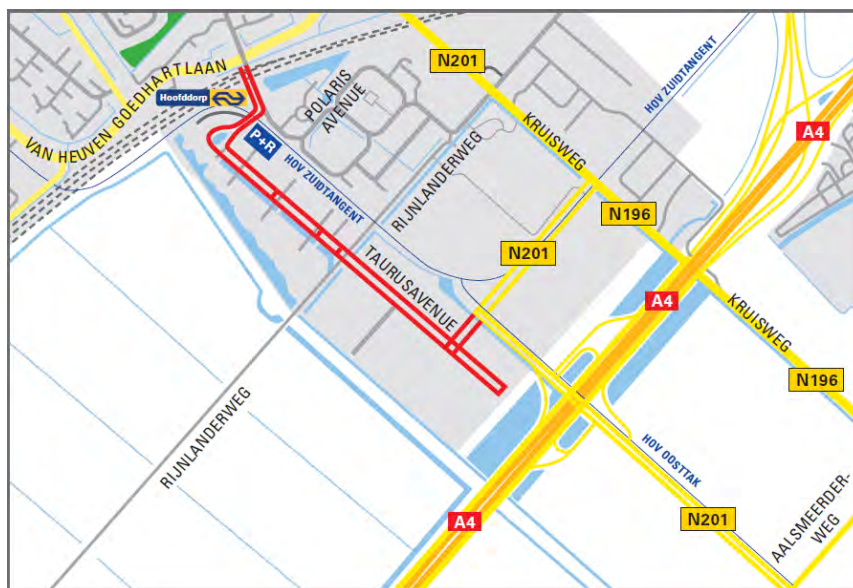 N201
A4
VAN HEUVEN GOEDHARTLAAN
Hoofddorp
POLARIS
AVENUE
KRUISWEG
HOV ZUIDTANGENT
P+R
HOV ZUIDTANGENT
RIJNLANDERWEG
N196
N201
TAURUSAVENUE
A4
KRUISWEG
N196
RIJNLANDERWEG
HOV OOSTTAK
A4
N201
AALSMEERDER-
WEG